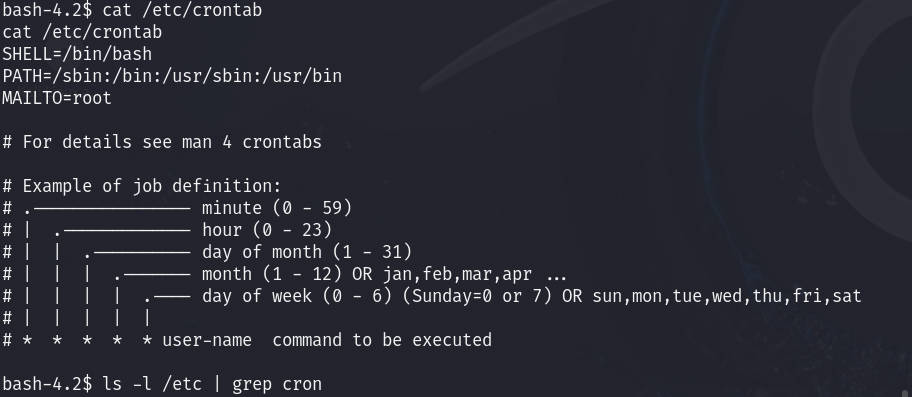 bash-4.2$ cat /etc/crontab
cat /etc/crontab
SHELL=/bin/bash
PATH=/sbin:/bin:/usr/sbin:/usr/bin
MAILTO=root
# For details see man 4 crontabs
# Example of job definition:
# .---------------- minute (0 - 59)
# |  .------------- hour (0 - 23)
# |  |  .---------- day of month (1 - 31)
# |  |  |  .------- month (1 - 12) OR jan,feb,mar,apr ...
# |  |  |  |  .---- day of week (0 - 6) (Sunday=0 or 7) OR sun,mon,tue,wed,thu,fri,sat
# |  |  |  |  |
# *  *  *  *  * user-name  command to be executed
bash-4.2$ ls -l /etc | grep cron